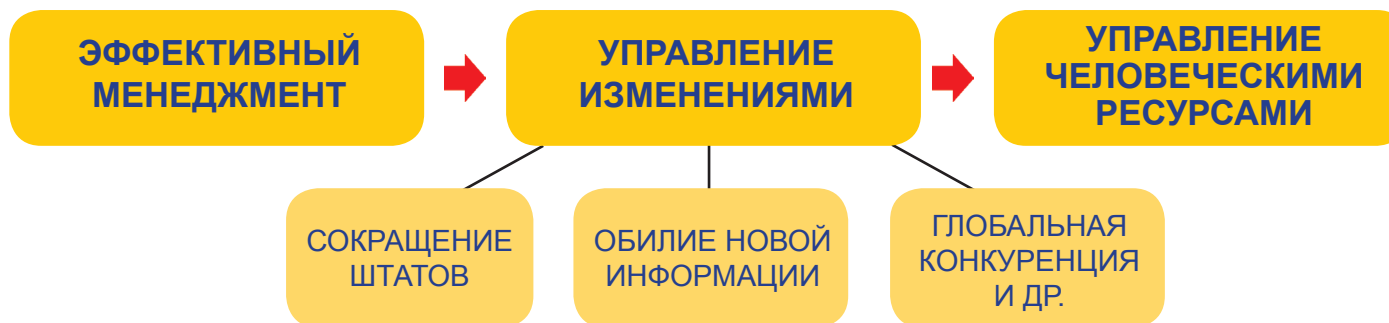 ЭФФЕКТИВНЫЙ
МЕНЕДЖМЕНТ
УПРАВЛЕНИЕ
ИЗМЕНЕНИЯМИ
УПРАВЛЕНИЕ
ЧЕЛОВЕЧЕСКИМИ
РЕСУРСАМИ
СОКРАЩЕНИЕ
ШТАТОВ
ОБИЛИЕ НОВОЙ
ИНФОРМАЦИИ
ГЛОБАЛЬНАЯ
КОНКУРЕНЦИЯ
И ДР.